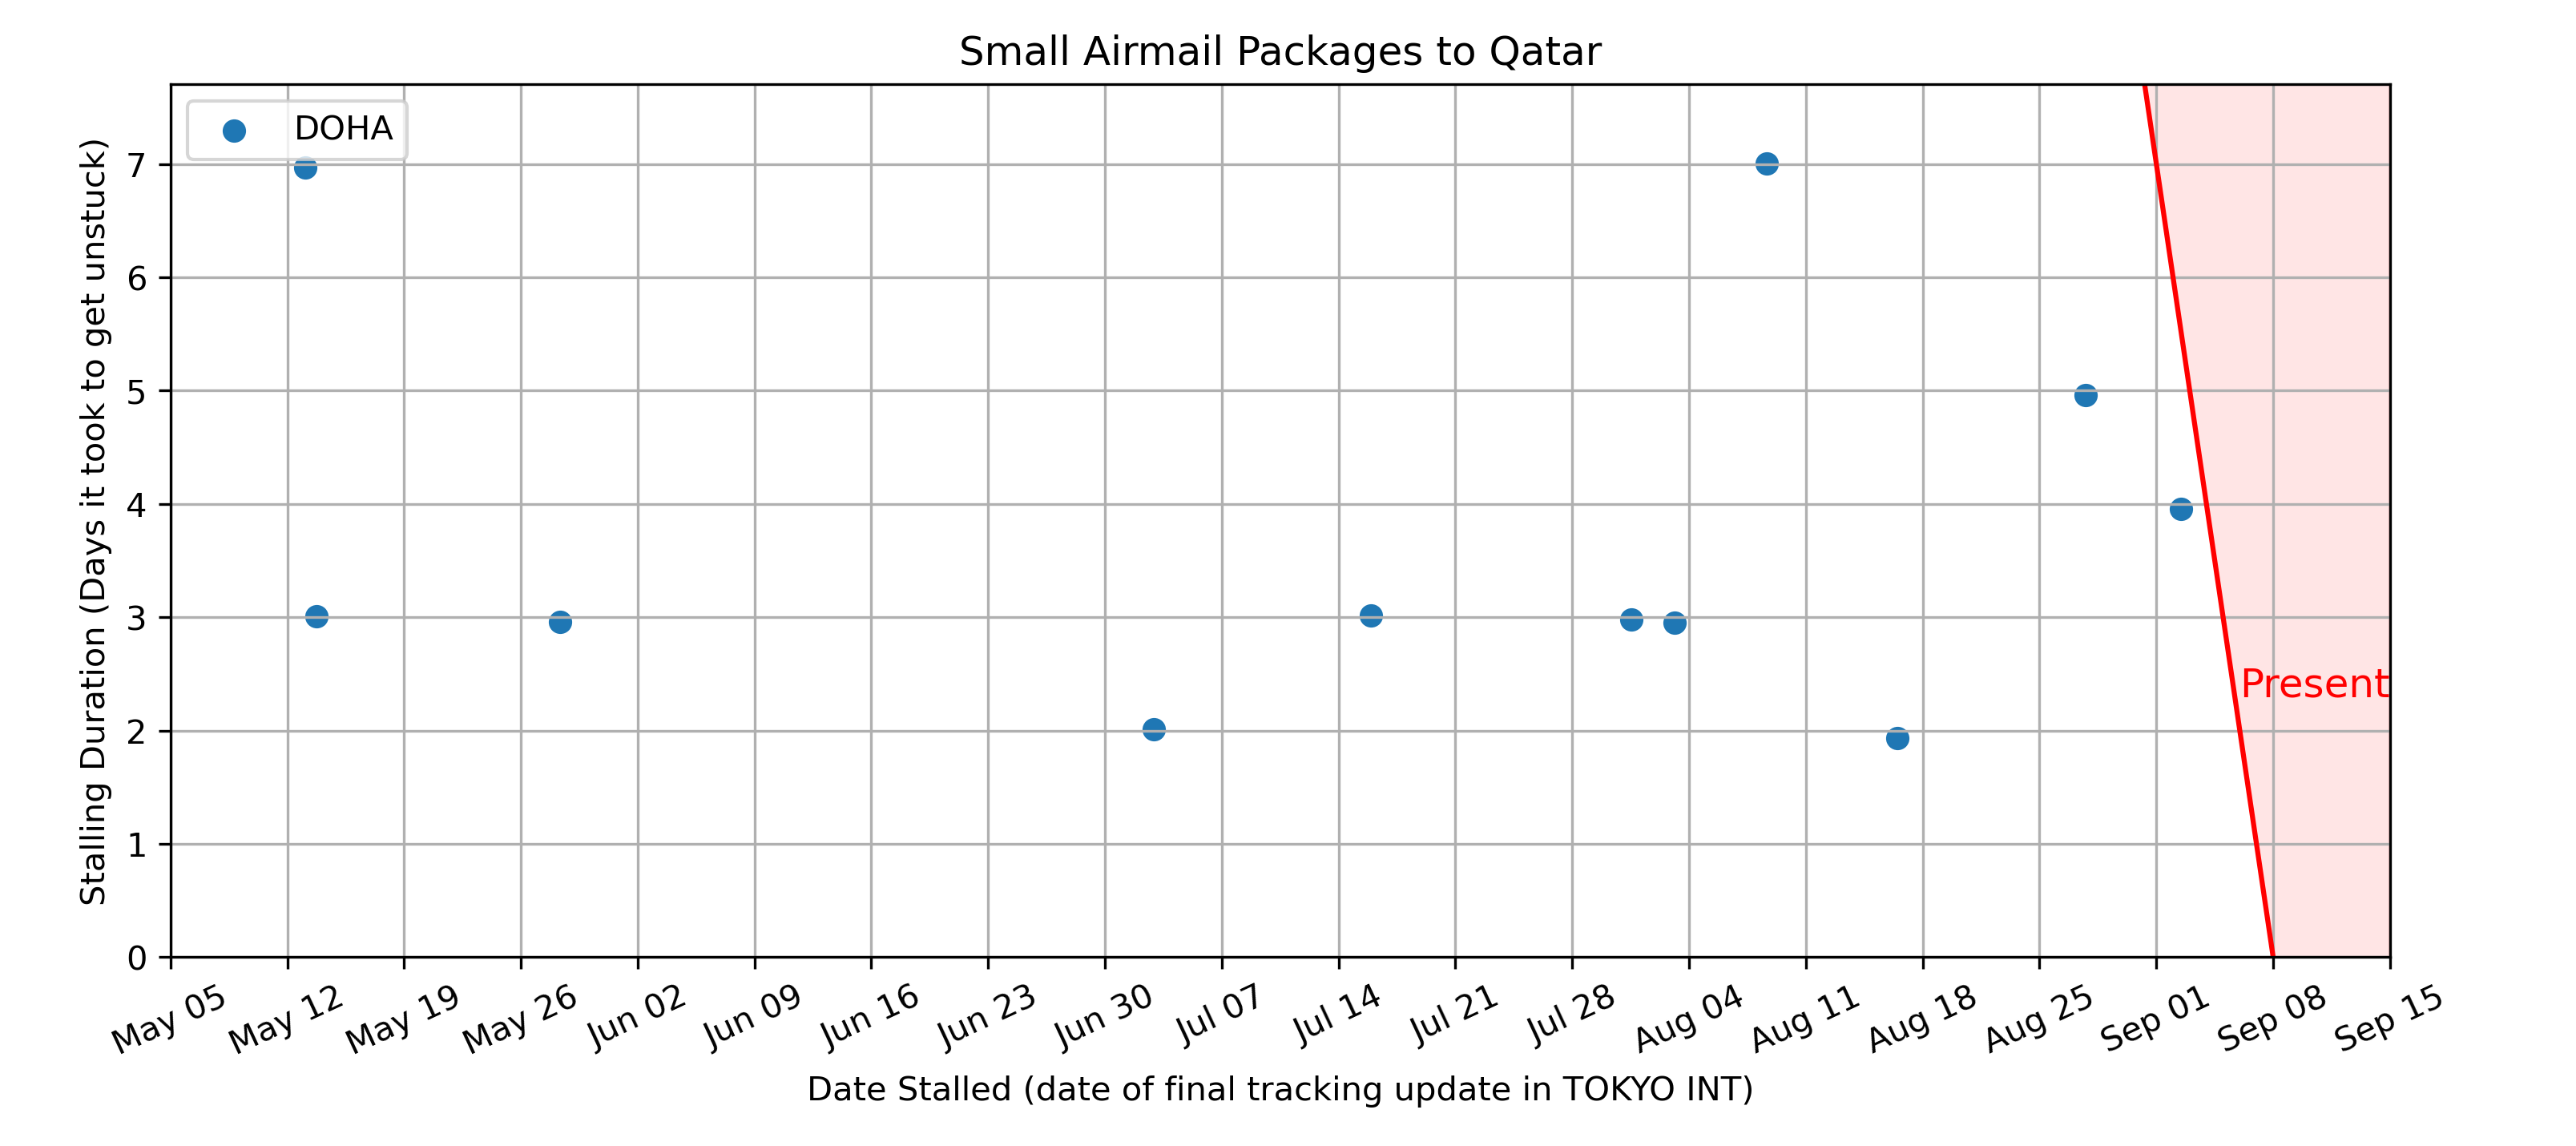 Small Airmail Packages to Qatar
DOHA
Stalling Duration (Days it took to get unstuck)
7
6
5
4
3
2
1
0
Present
May 05
May 12
May 19
May 26
Jun 02
Jun 09
Jun 16
Jun 23
Jun 30
Jul 07
Jul 14
Jul 21
Jul 28
Aug 04
Aug 11
Aug 18
Aug 25
Sep 01
Sep 08
Sep 15
Date Stalled (date of final tracking update in TOKYO INT)